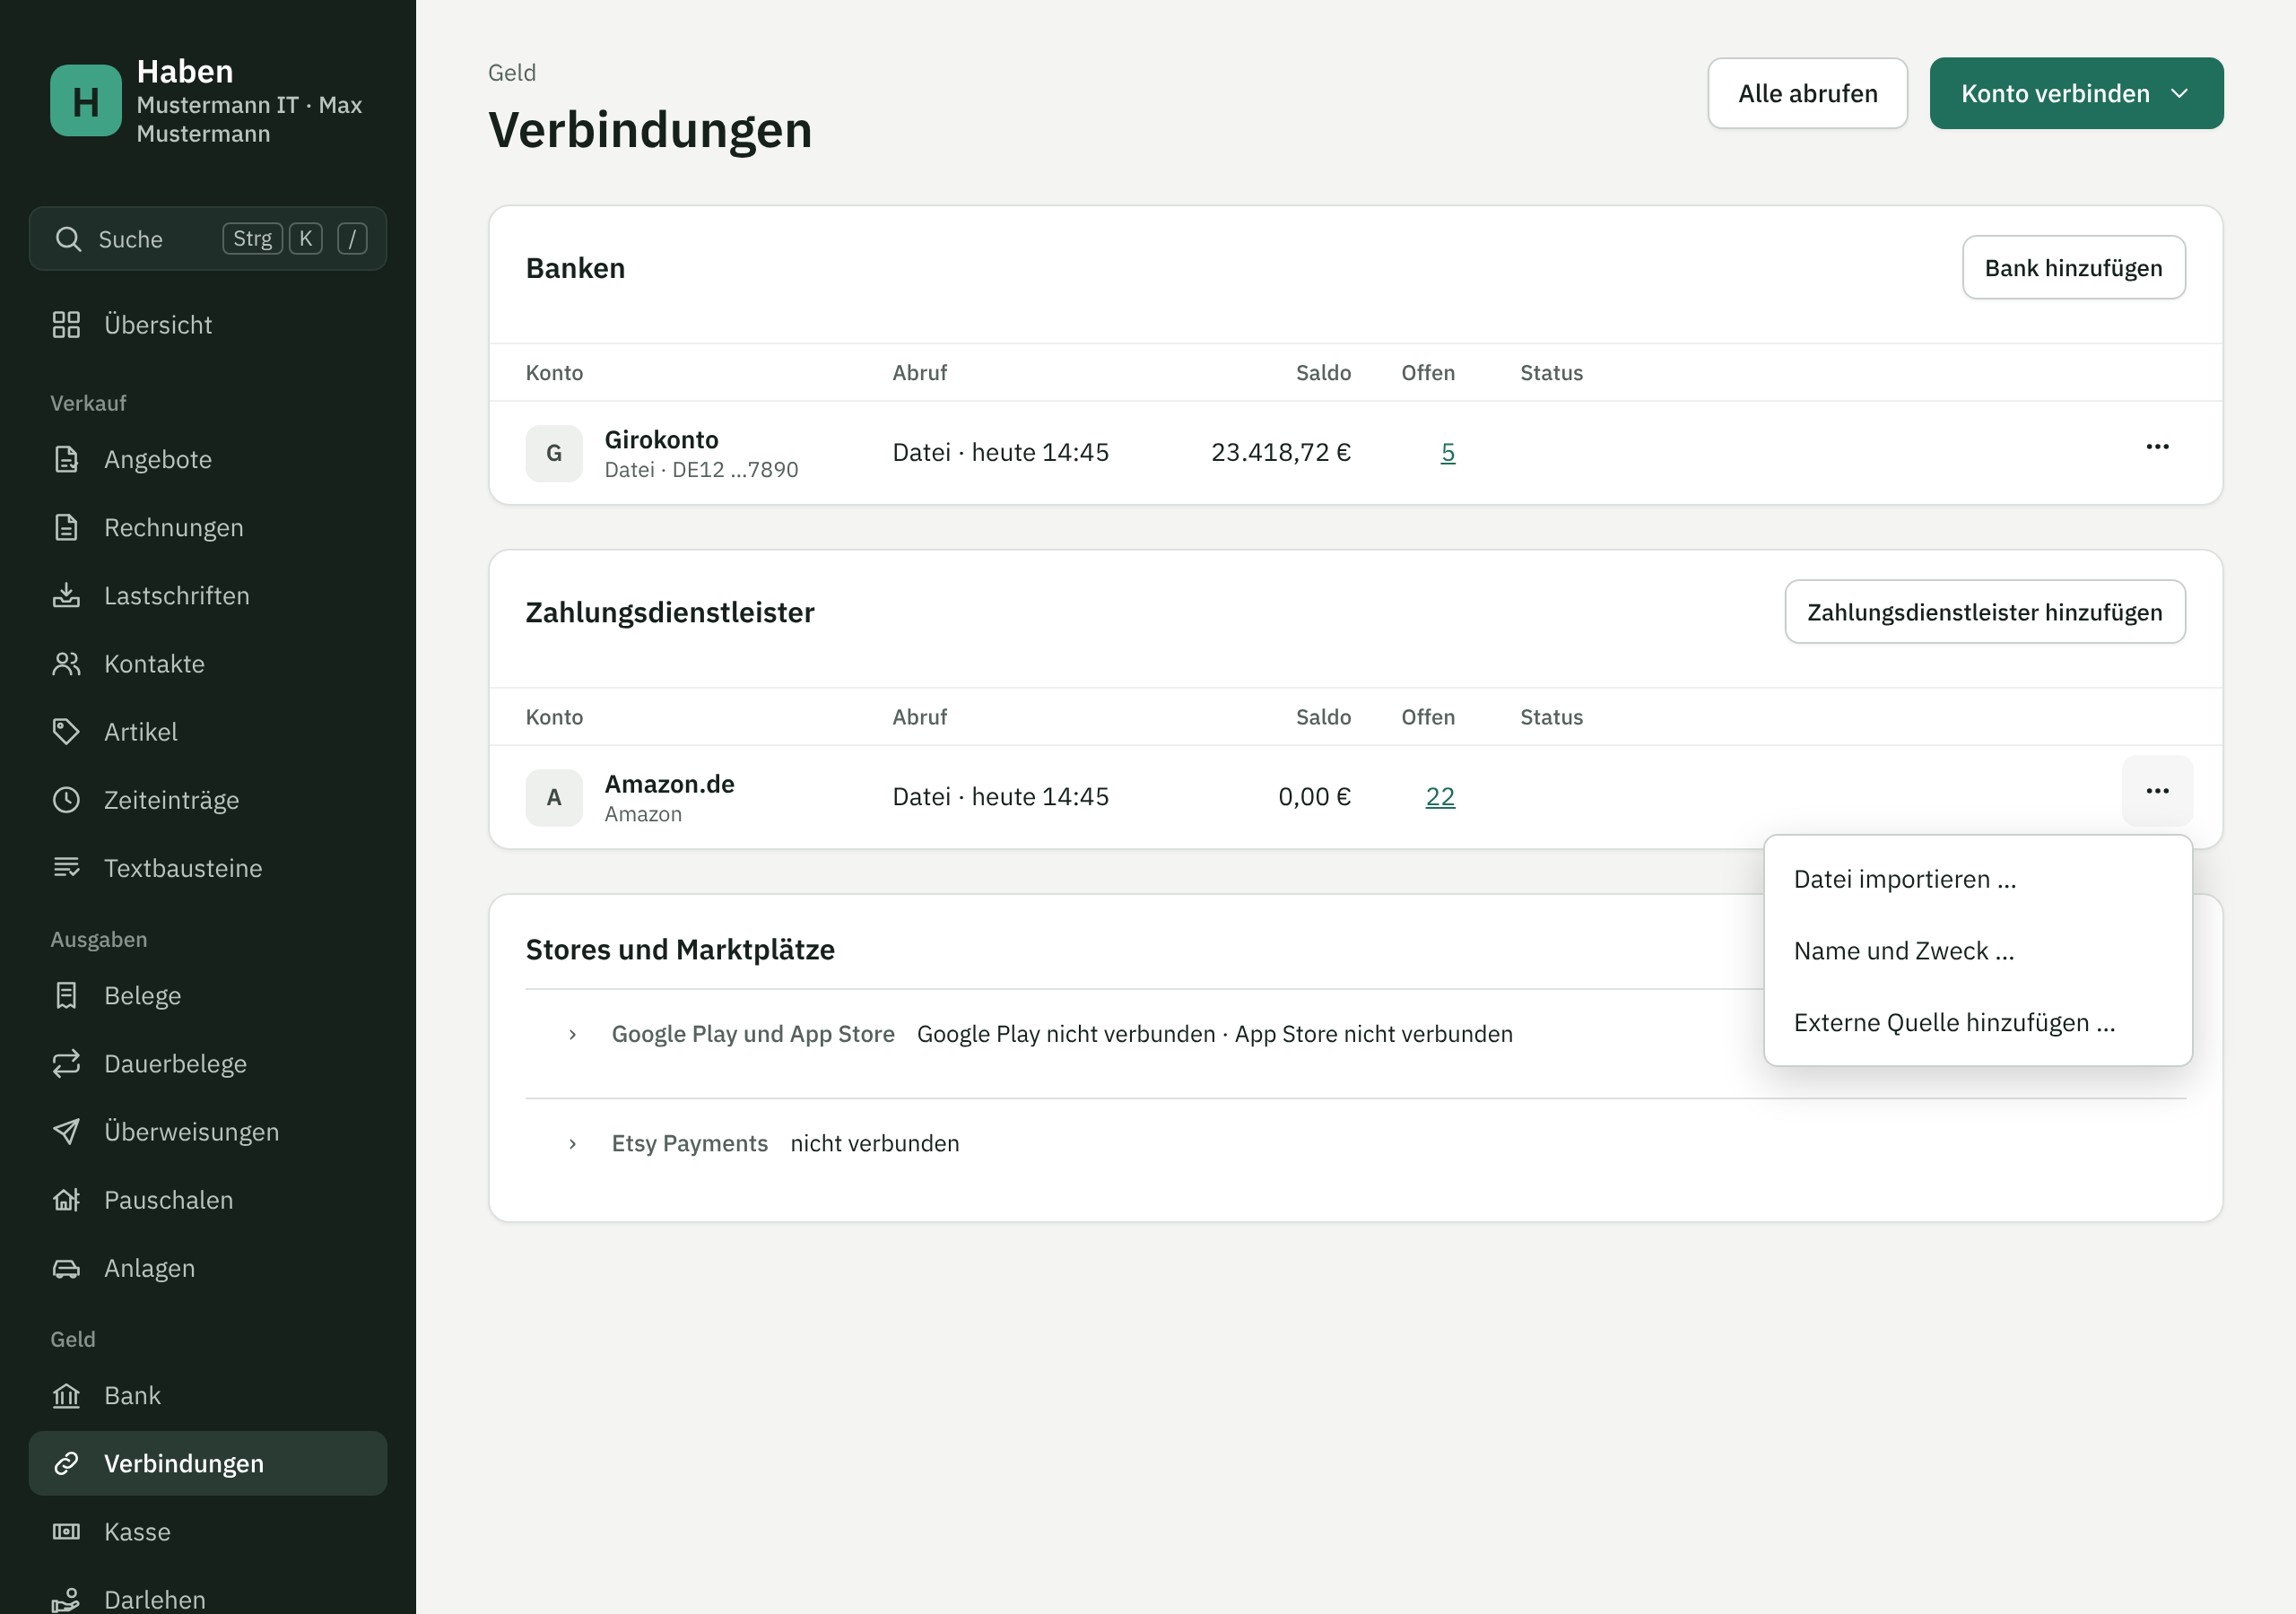 H
Haben
Mustermann IT · Max
Mustermann
Suche
Strg K /
Übersicht
Verkauf
Angebote
Rechnungen
Lastschriften
Kontakte
Artikel
Zeiteinträge
Textbausteine
Ausgaben
Belege
Dauerbelege
Überweisungen
Pauschalen
Anlagen
Geld
Bank
Verbindungen
Kasse
Darlehen
Geld
Verbindungen
Alle abrufen
Konto verbinden
Banken
Bank hinzufügen
Konto Abruf Saldo Offen Status
G
Girokonto
Datei · DE12 …7890
Datei · heute 14:45 23.418,72 € 5
Zahlungsdienstleister
Zahlungsdienstleister hinzufügen
Konto Abruf Saldo Offen Status
A
Amazon.de
Amazon
Datei · heute 14:45 0,00 € 22
Datei importieren …
Name und Zweck …
Externe Quelle hinzufügen …
Stores und Marktplätze
Google Play und App Store Google Play nicht verbunden · App Store nicht verbunden
Etsy Payments nicht verbunden